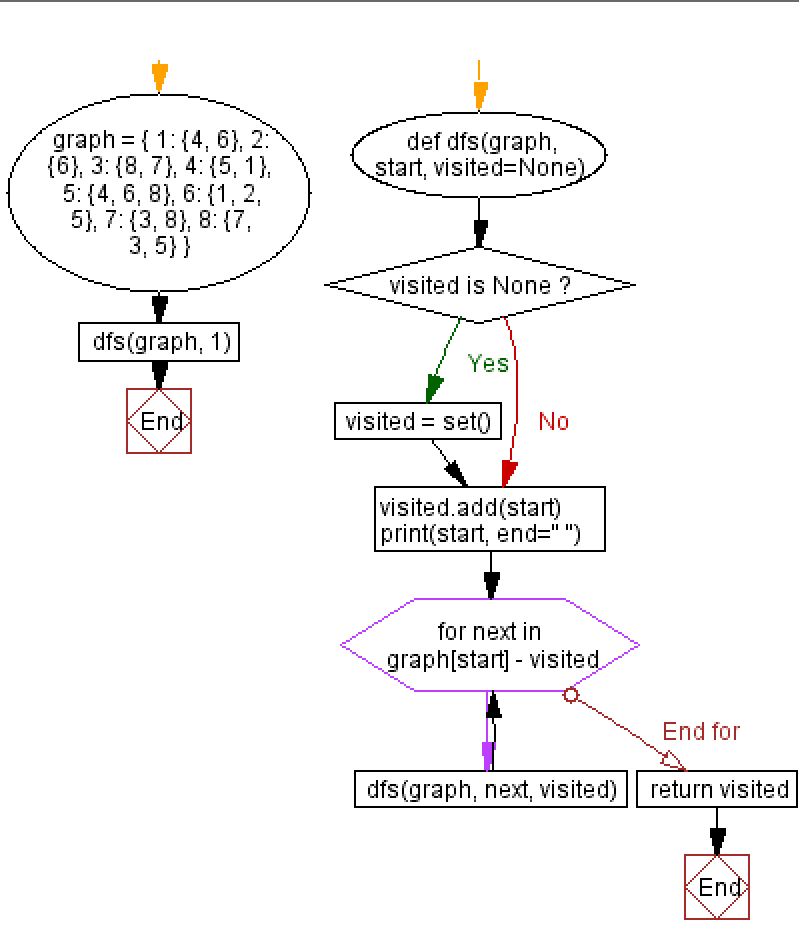 graph = { 1: {4, 6}, 2:
{6}, 3: {8, 7}, 4: {5, 1},
5: {4, 6, 8}, 6: {1, 2,
5}, 7: {3, 8}, 8: {7,
3, 5} }
dfs(graph, 1)
End
def dfs(graph,
start, visited=None)
visited is None ?
Yes
visited = set()
No
visited.add(start)
print(start, end=" ")
for next in
graph[start] - visited
End for
dfs(graph, next, visited)
return visited
End